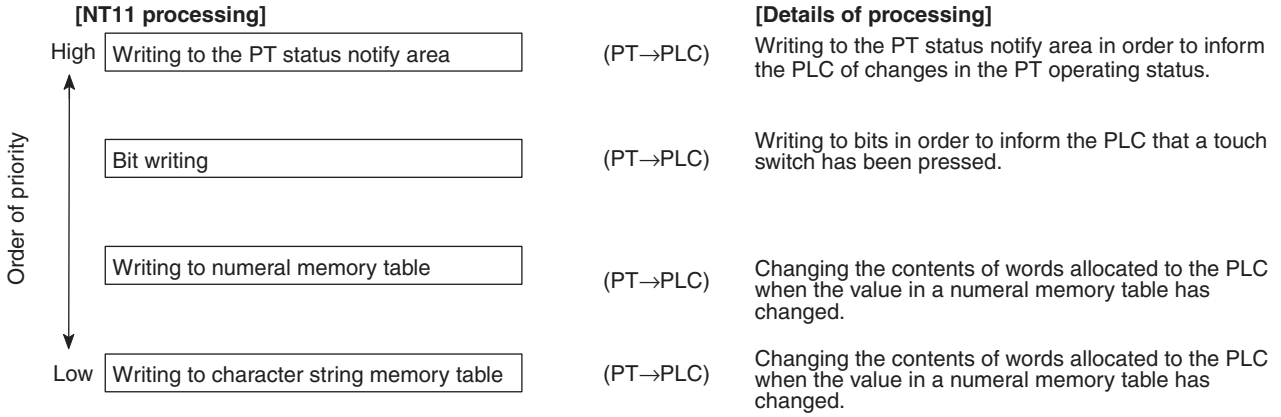 [NT11 processing] [Details of processing]
High Writing to the PT status notify area (PT→PLC) Writing to the PT status notify area in order to inform
the PLC of changes in the PT operating status.
Order of priority
Bit writing (PT→PLC) Writing to bits in order to inform the PLC that a touch
switch has been pressed.
Writing to numeral memory table (PT→PLC) Changing the contents of words allocated to the PLC
when the value in a numeral memory table has
changed.
Low Writing to character string memory table (PT→PLC) Changing the contents of words allocated to the PLC
when the value in a numeral memory table has
changed.